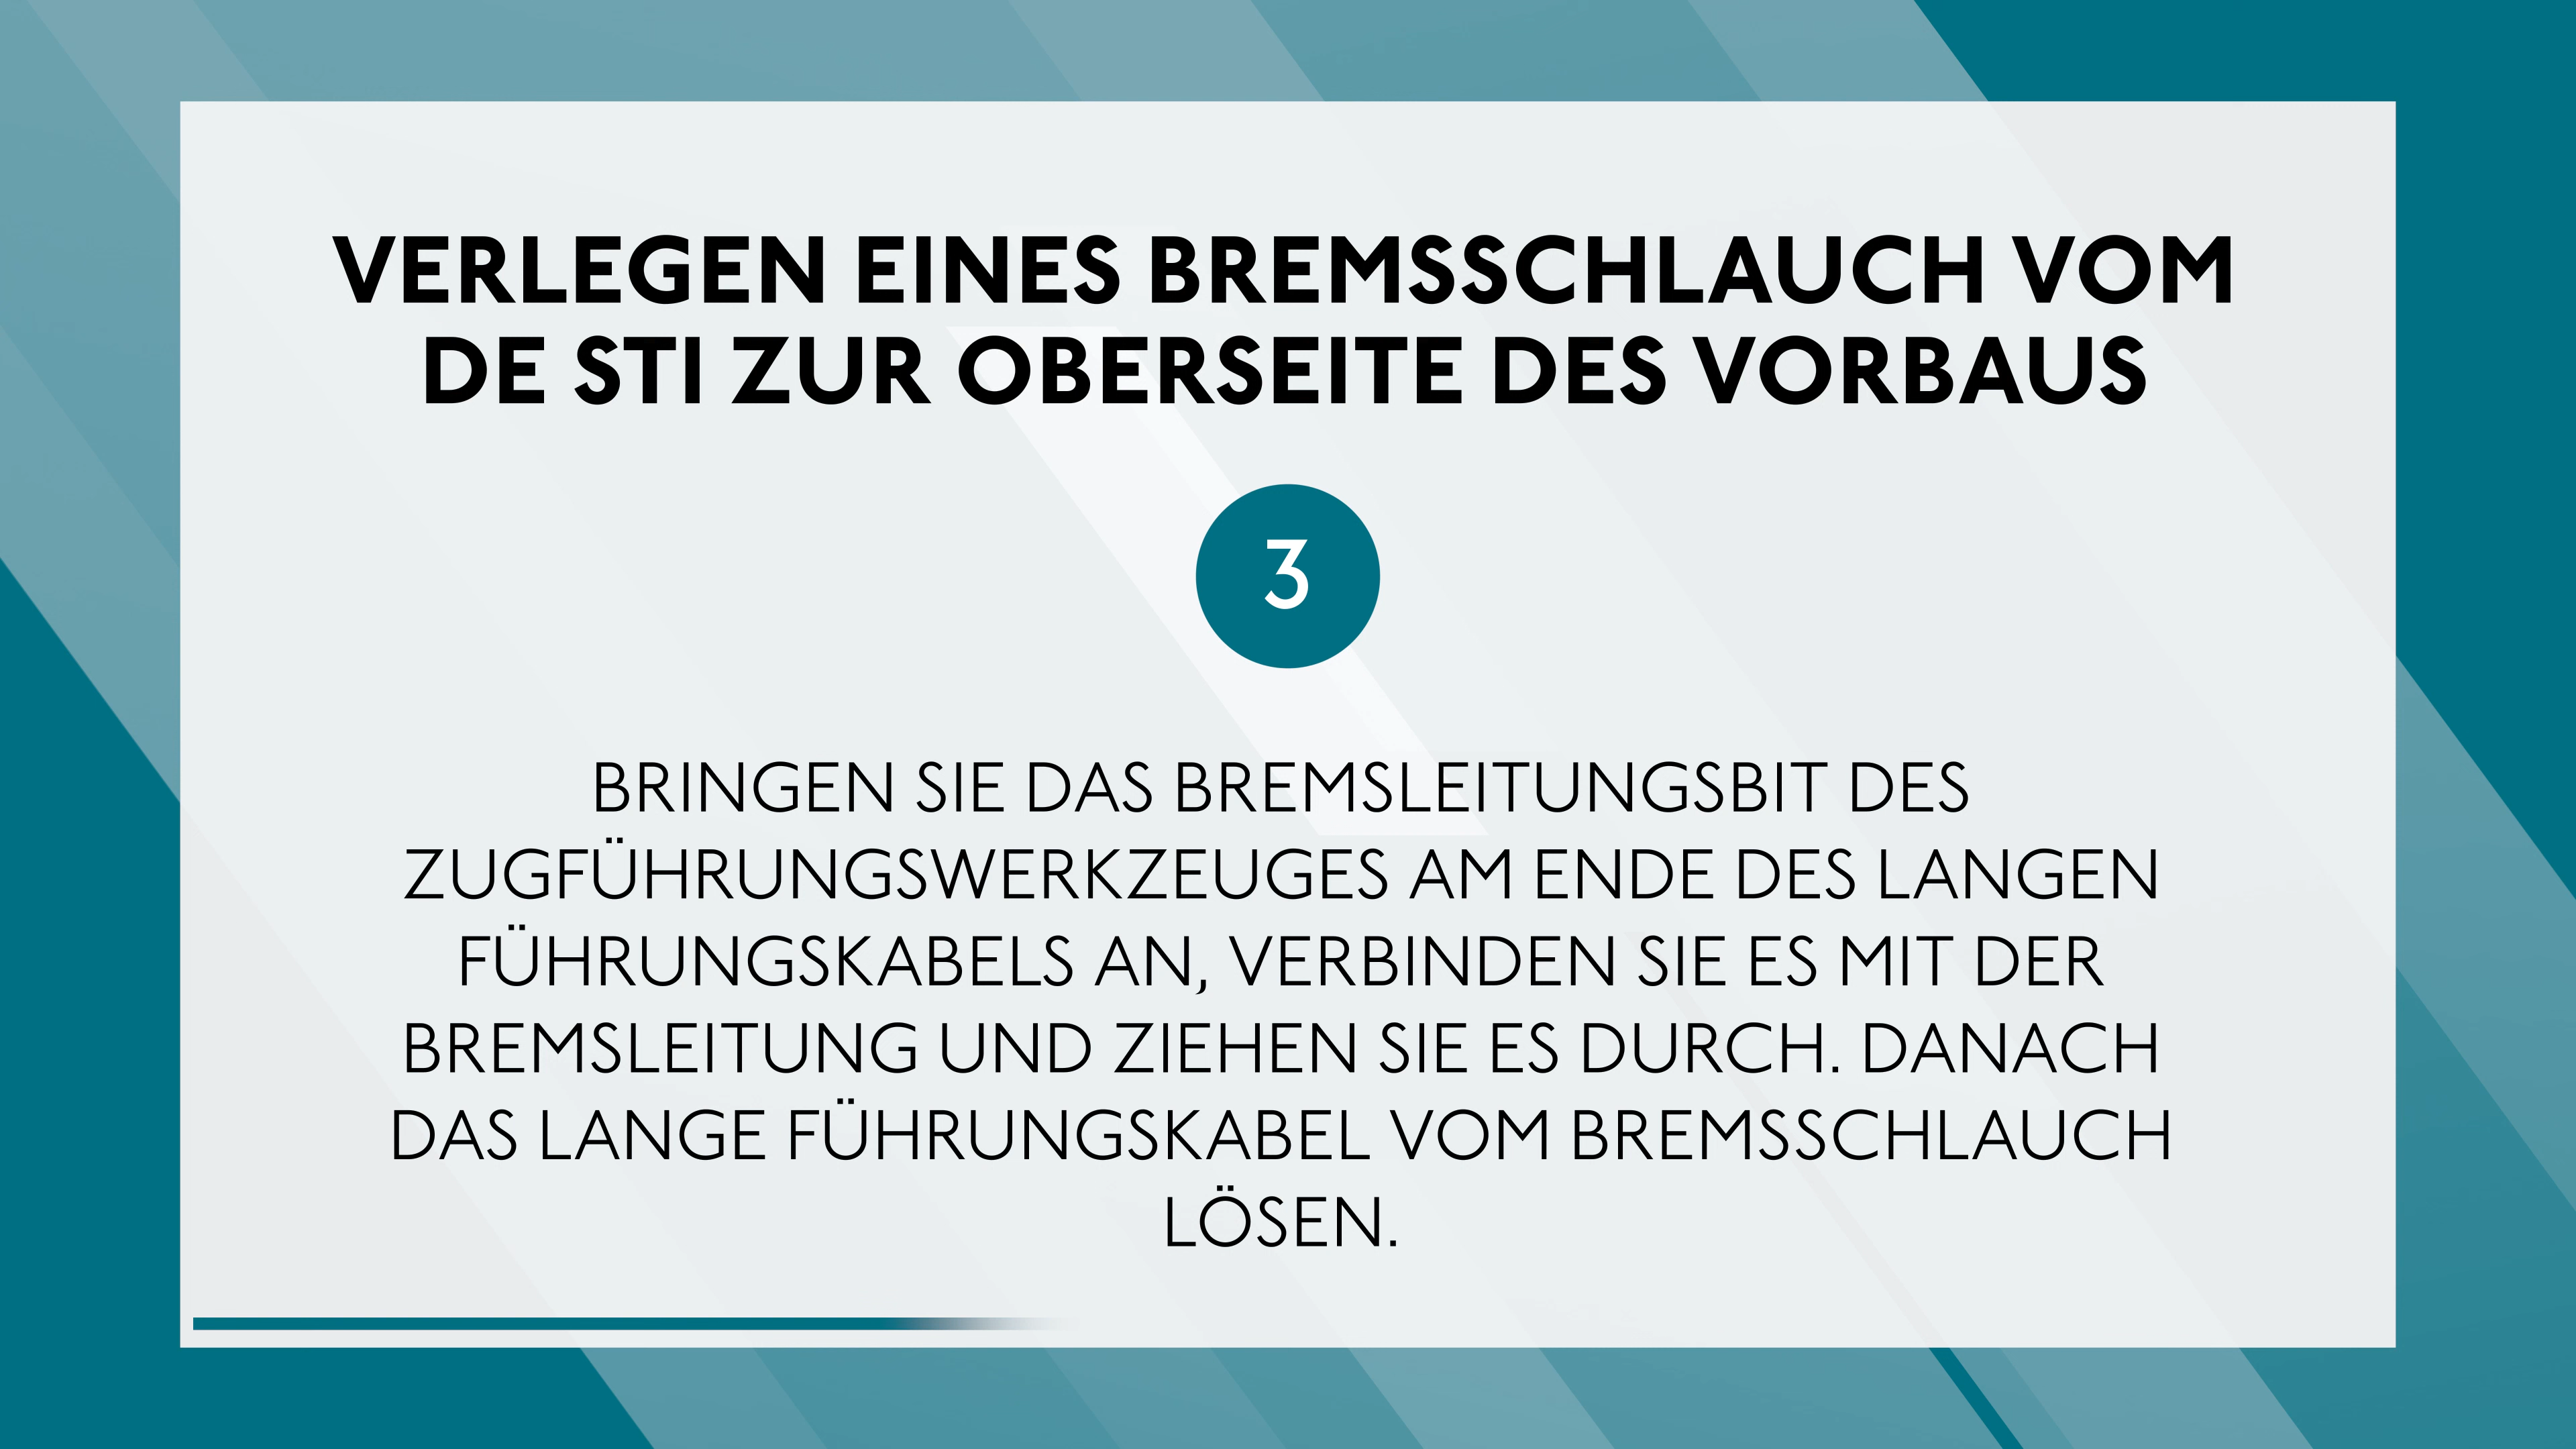 VERLEGEN EINES BREMSSCHLAUCH VOM
DE STI ZUR OBERSEITE DES VORBAUS
3
BRINGEN SIE DAS BREMSLEITUNGSBIT DES
ZUGFÜHRUNGSWERKZEUGES AM ENDE DES LANGEN
FÜHRUNGSKABELS AN, VERBINDEN SIE ES MIT DER
BREMSLEITUNG UND ZIEHEN SIE ES DURCH. DANACH
DAS LANGE FÜHRUNGSKABEL VOM BREMSSCHLAUCH
LÖSEN.